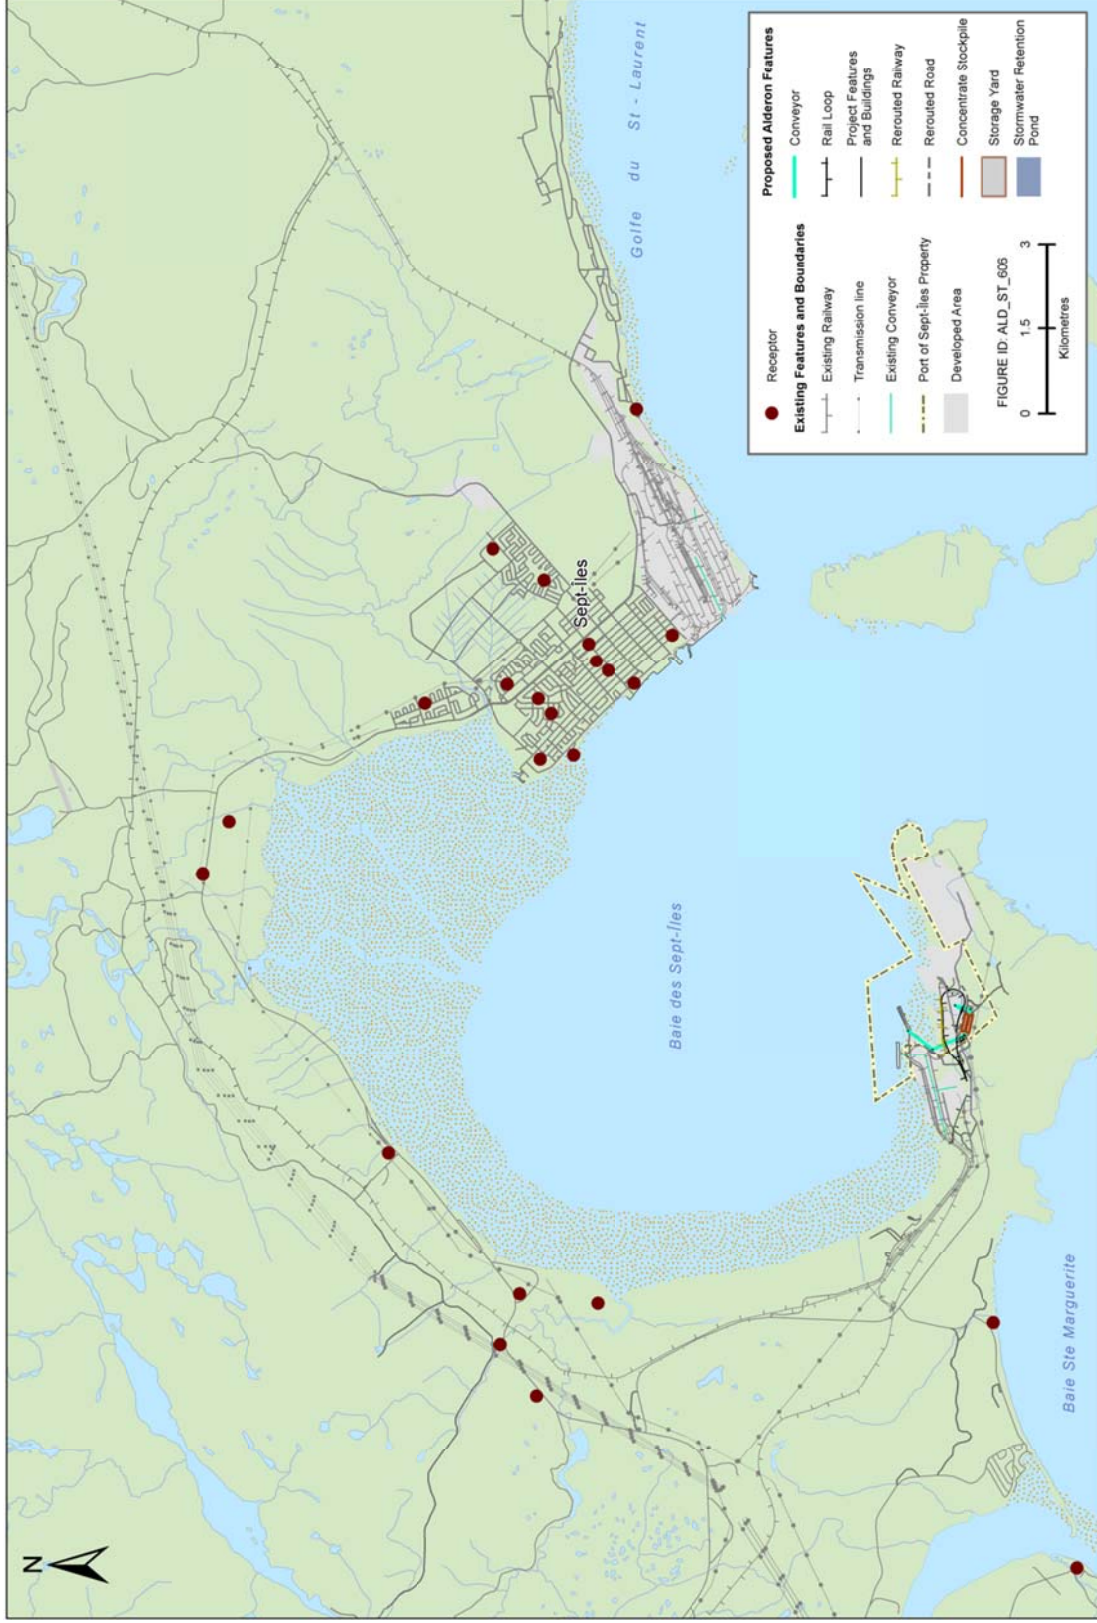 N
Golfe du St - Laurent
Sept-Îles
Baie des Sept-Îles
Baie Ste Marguerite
Receptor
Existing Features and Boundaries
Existing Railway
Transmission line
Existing Conveyor
Port of Sept-Îles Property
Developed Area
Proposed Alderon Features
Conveyor
Rail Loop
Project Features
and Buildings
Rerouted Railway
Rerouted Road
Concentrate Stockpile
Storage Yard
Stormwater Retention
Pond
FIGURE ID: ALD_ST_606
0 1.5 3
Kilometres